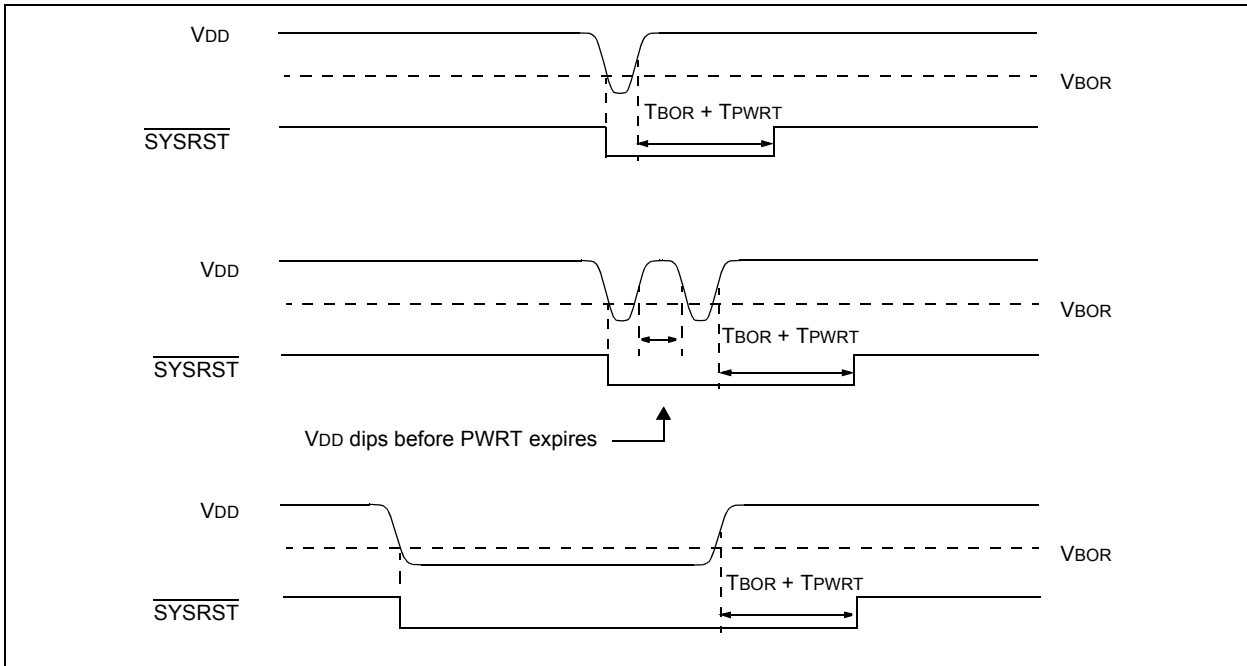 VDD
VBOR
TBOR + TPWRT
SYSRST
VDD
VBOR
TBOR + TPWRT
SYSRST
VDD dips before PWRT expires
VDD
VBOR
TBOR + TPWRT
SYSRST